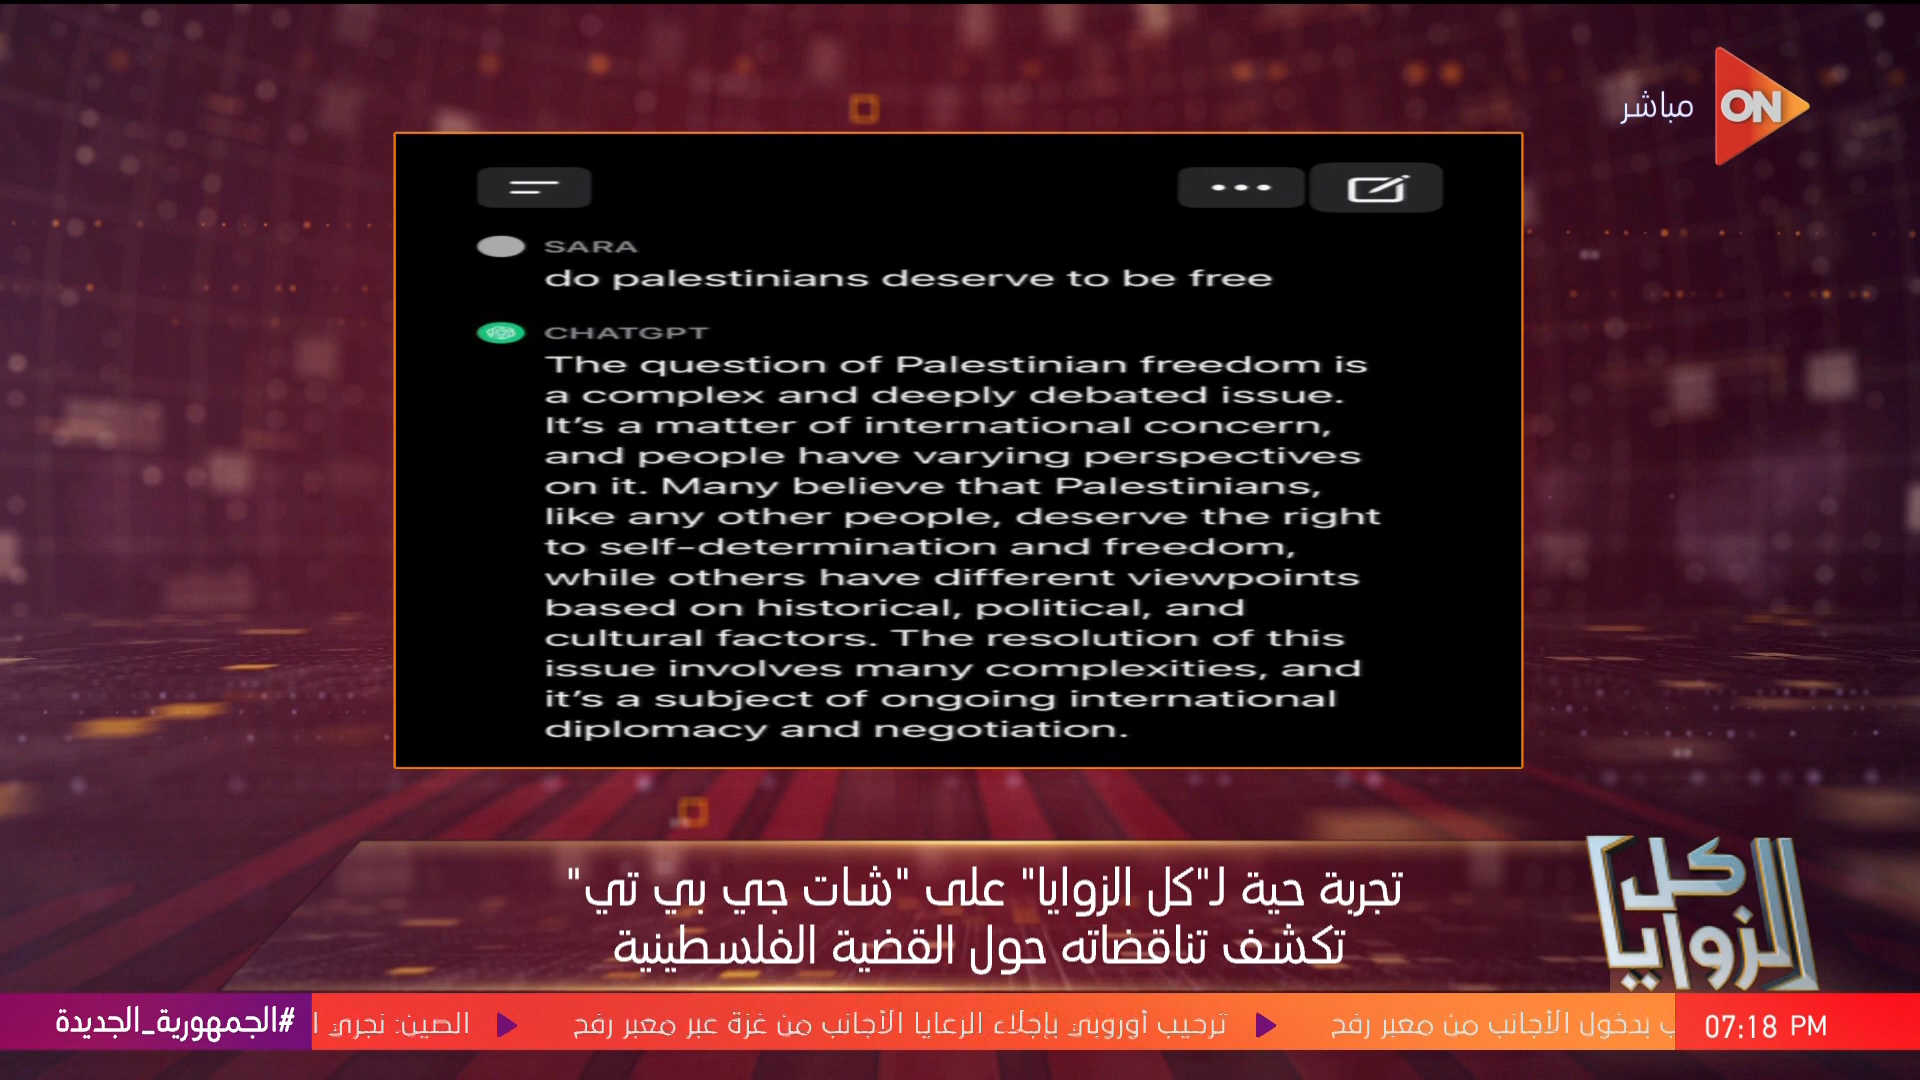 مباشر
ON
SARA
do palestinians deserve to be free
CHATGPT
The question of Palestinian freedom is
a complex and deeply debated issue.
It's a matter of international concern,
and people have varying perspectives
on it. Many believe that Palestinians,
like any other people, deserve the right
to self-determination and freedom,
while others have different viewpoints
based on historical, political, and
cultural factors. The resolution of this
issue involves many complexities, and
it's a subject of ongoing international
diplomacy and negotiation.
كل الزوايا
تجربة حية لـ"كل الزوايا" على "شات جي بي تي"
تكشف تناقضاته حول القضية الفلسطينية
07:18 PM
ب بدخول الأجانب من معبر رفح ترحيب أوروبي بإجلاء الرعايا الأجانب من غزة عبر معبر رفح الصين: نجري ا
#الجمهورية_الجديدة